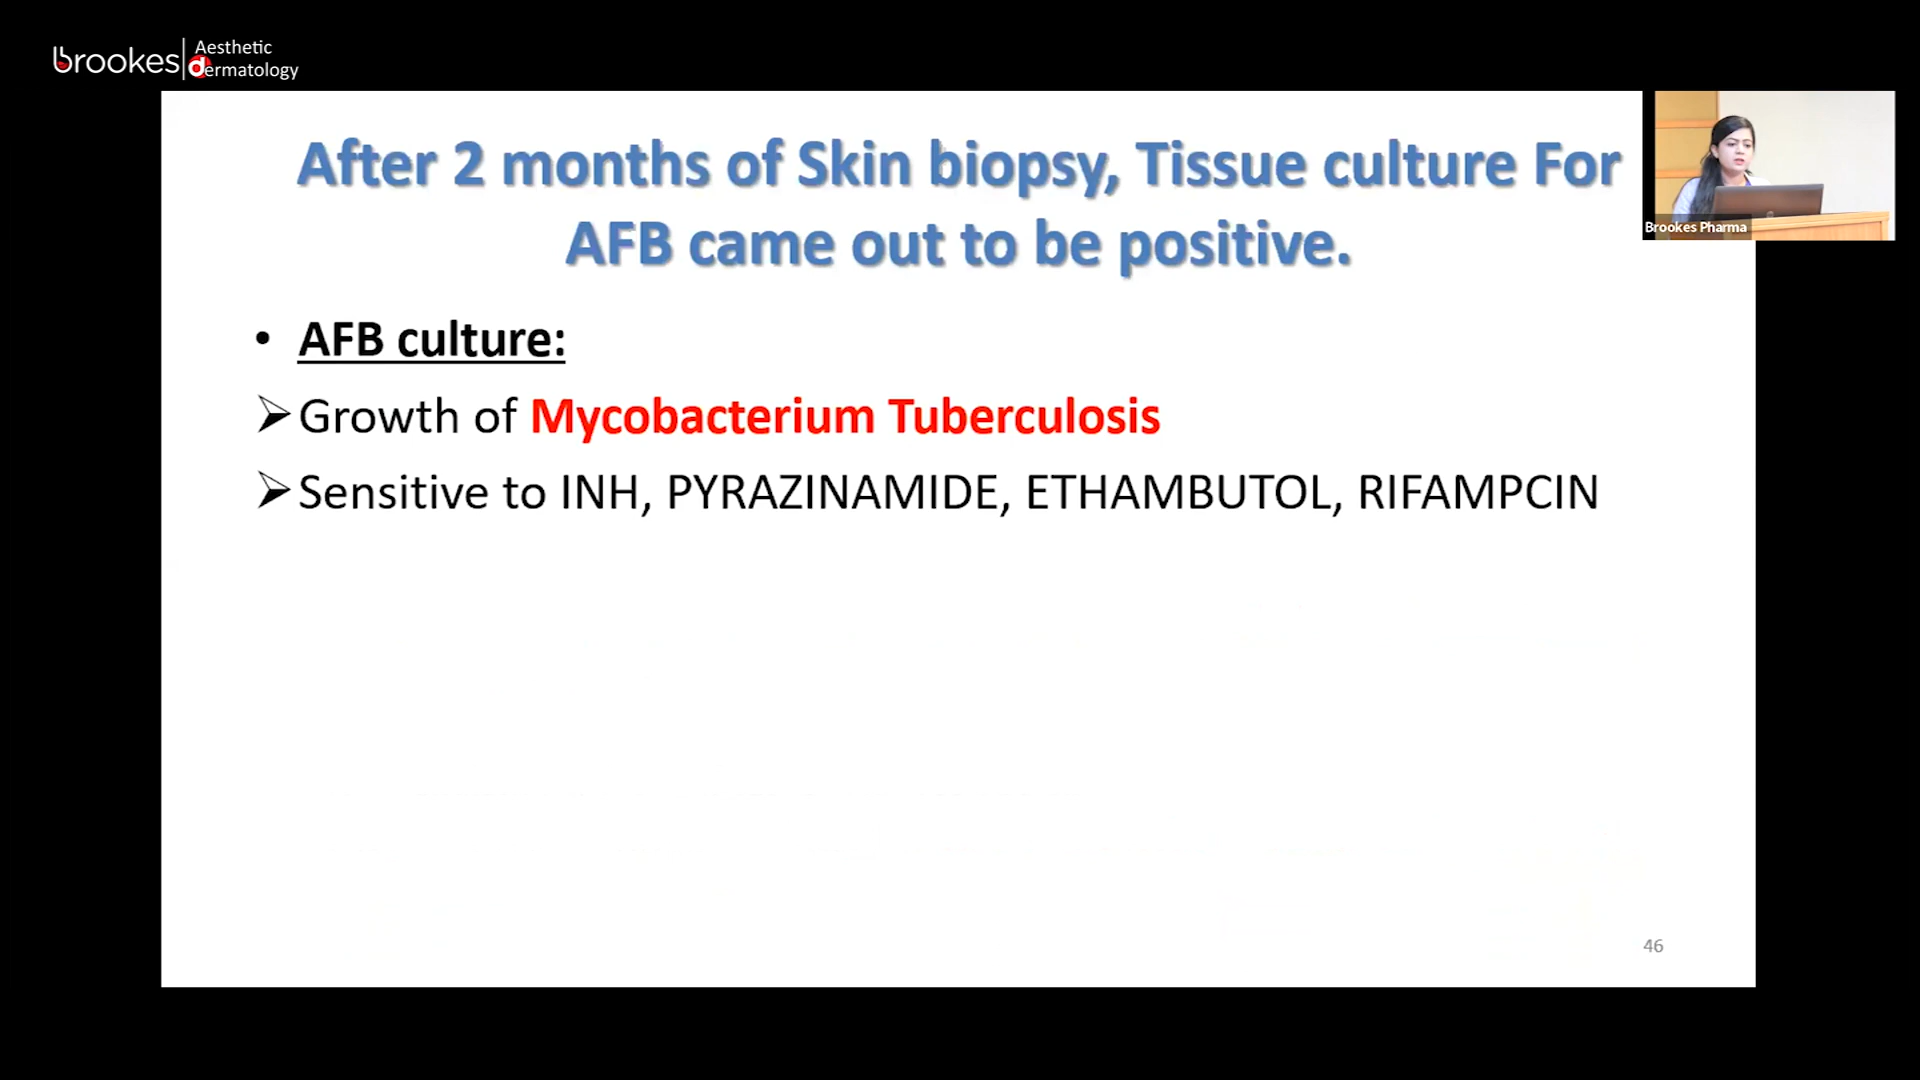 brookes
Aesthetic
dermatology
After 2 months of Skin biopsy, Tissue culture For
AFB came out to be positive.
Brookes Pharma
• AFB culture:
➢Growth of Mycobacterium Tuberculosis
➢Sensitive to INH, PYRAZINAMIDE, ETHAMBUTOL, RIFAMPCIN
46